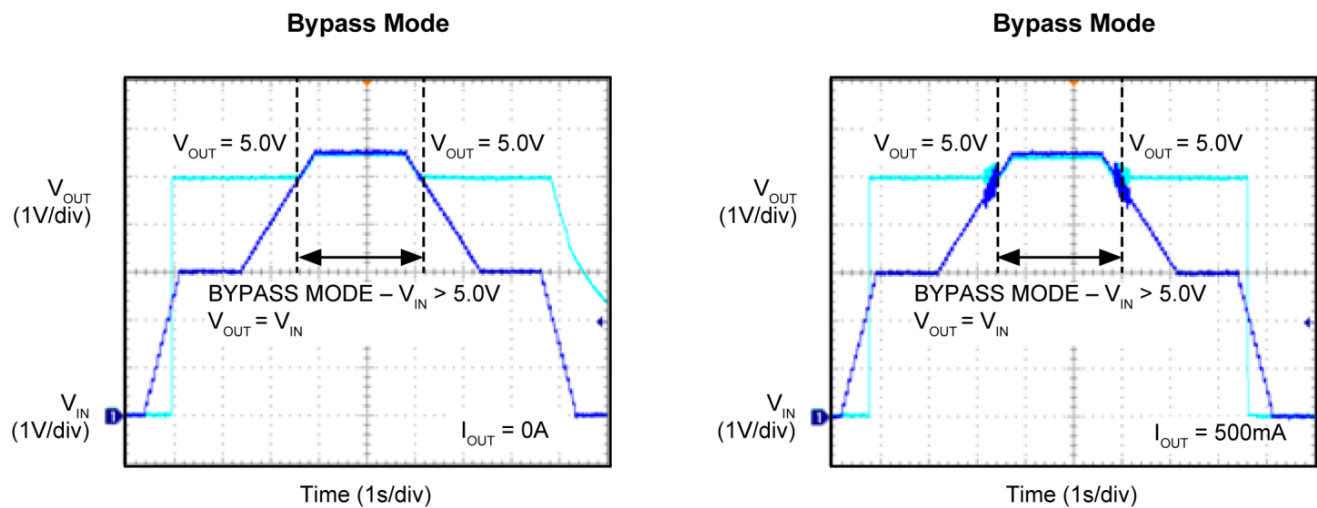 Bypass Mode
V_OUT = 5.0V
V_OUT = 5.0V
V_OUT
(1V/div)
BYPASS MODE – V_IN > 5.0V
V_OUT = V_IN
V_IN
(1V/div)
1
I_OUT = 0A
Time (1s/div)
Bypass Mode
V_OUT = 5.0V
V_OUT = 5.0V
V_OUT
(1V/div)
BYPASS MODE – V_IN > 5.0V
V_OUT = V_IN
V_IN
(1V/div)
1
I_OUT = 500mA
Time (1s/div)